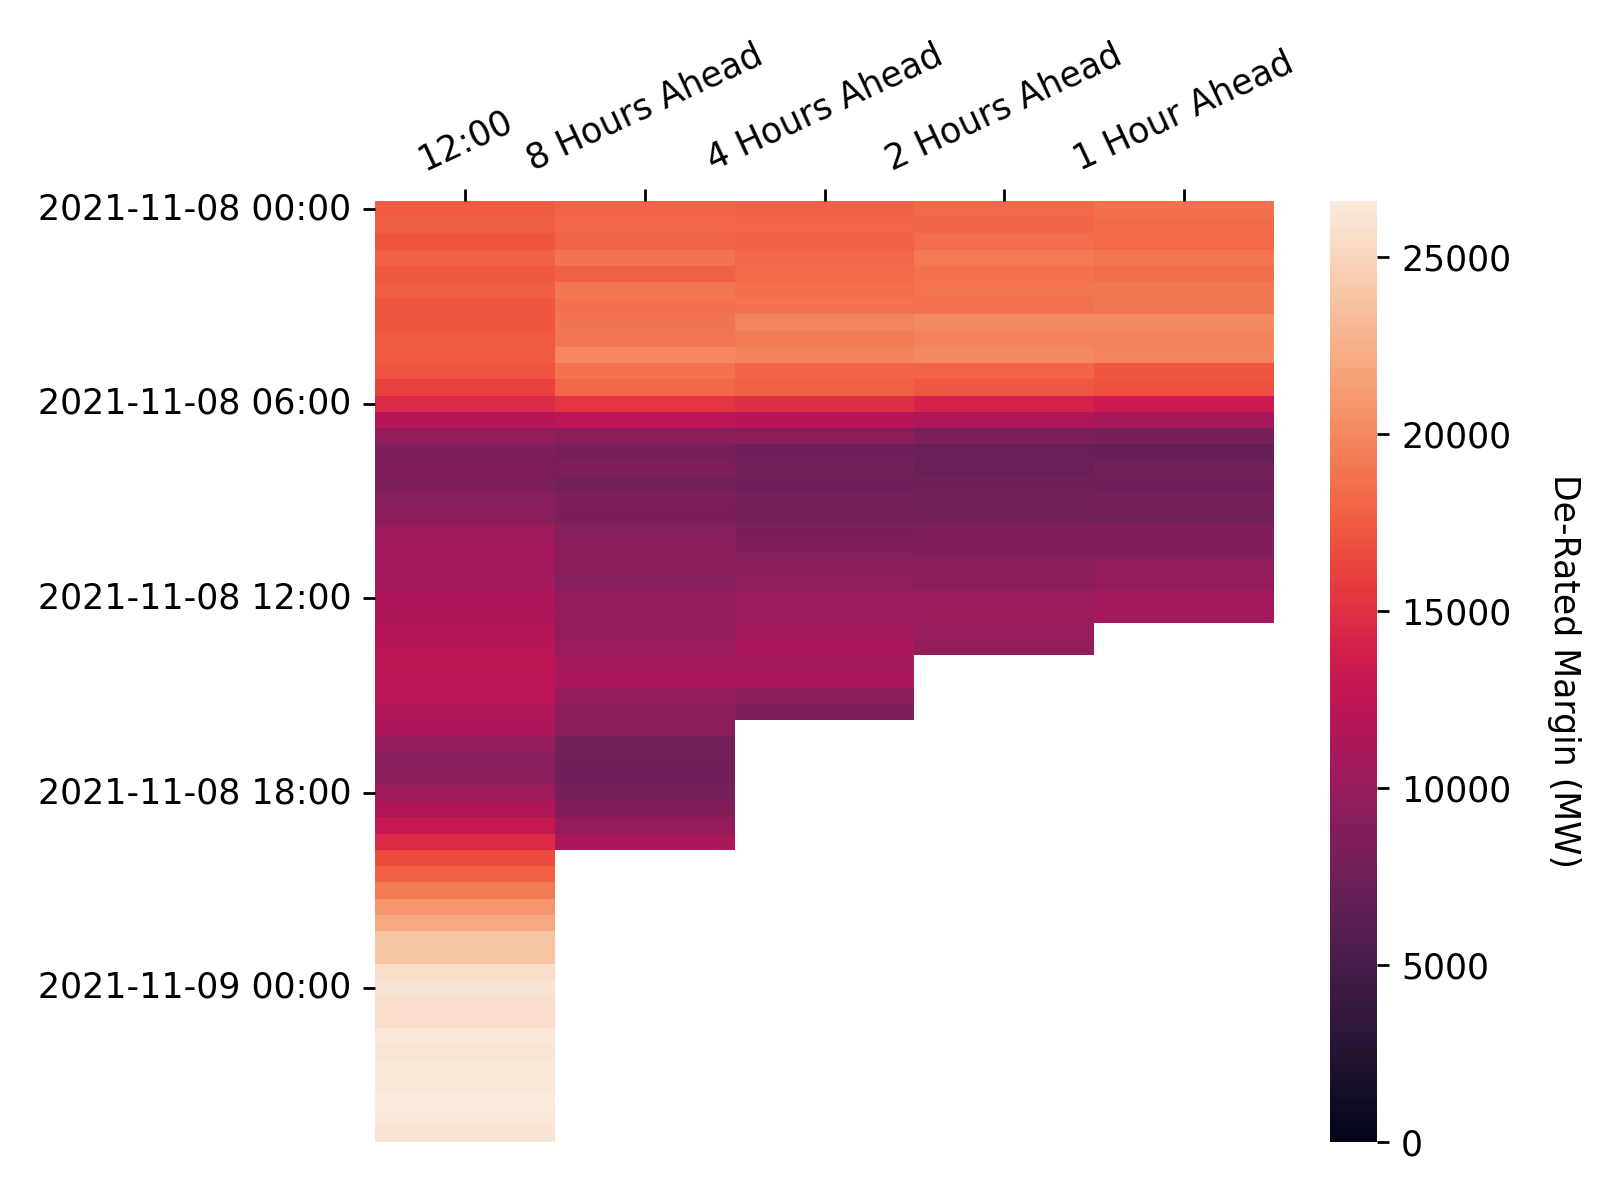 12:00
8 Hours Ahead
4 Hours Ahead
2 Hours Ahead
1 Hour Ahead
2021-11-08 00:00
2021-11-08 06:00
2021-11-08 12:00
2021-11-08 18:00
2021-11-09 00:00
25000
20000
15000
10000
5000
0
De-Rated Margin (MW)